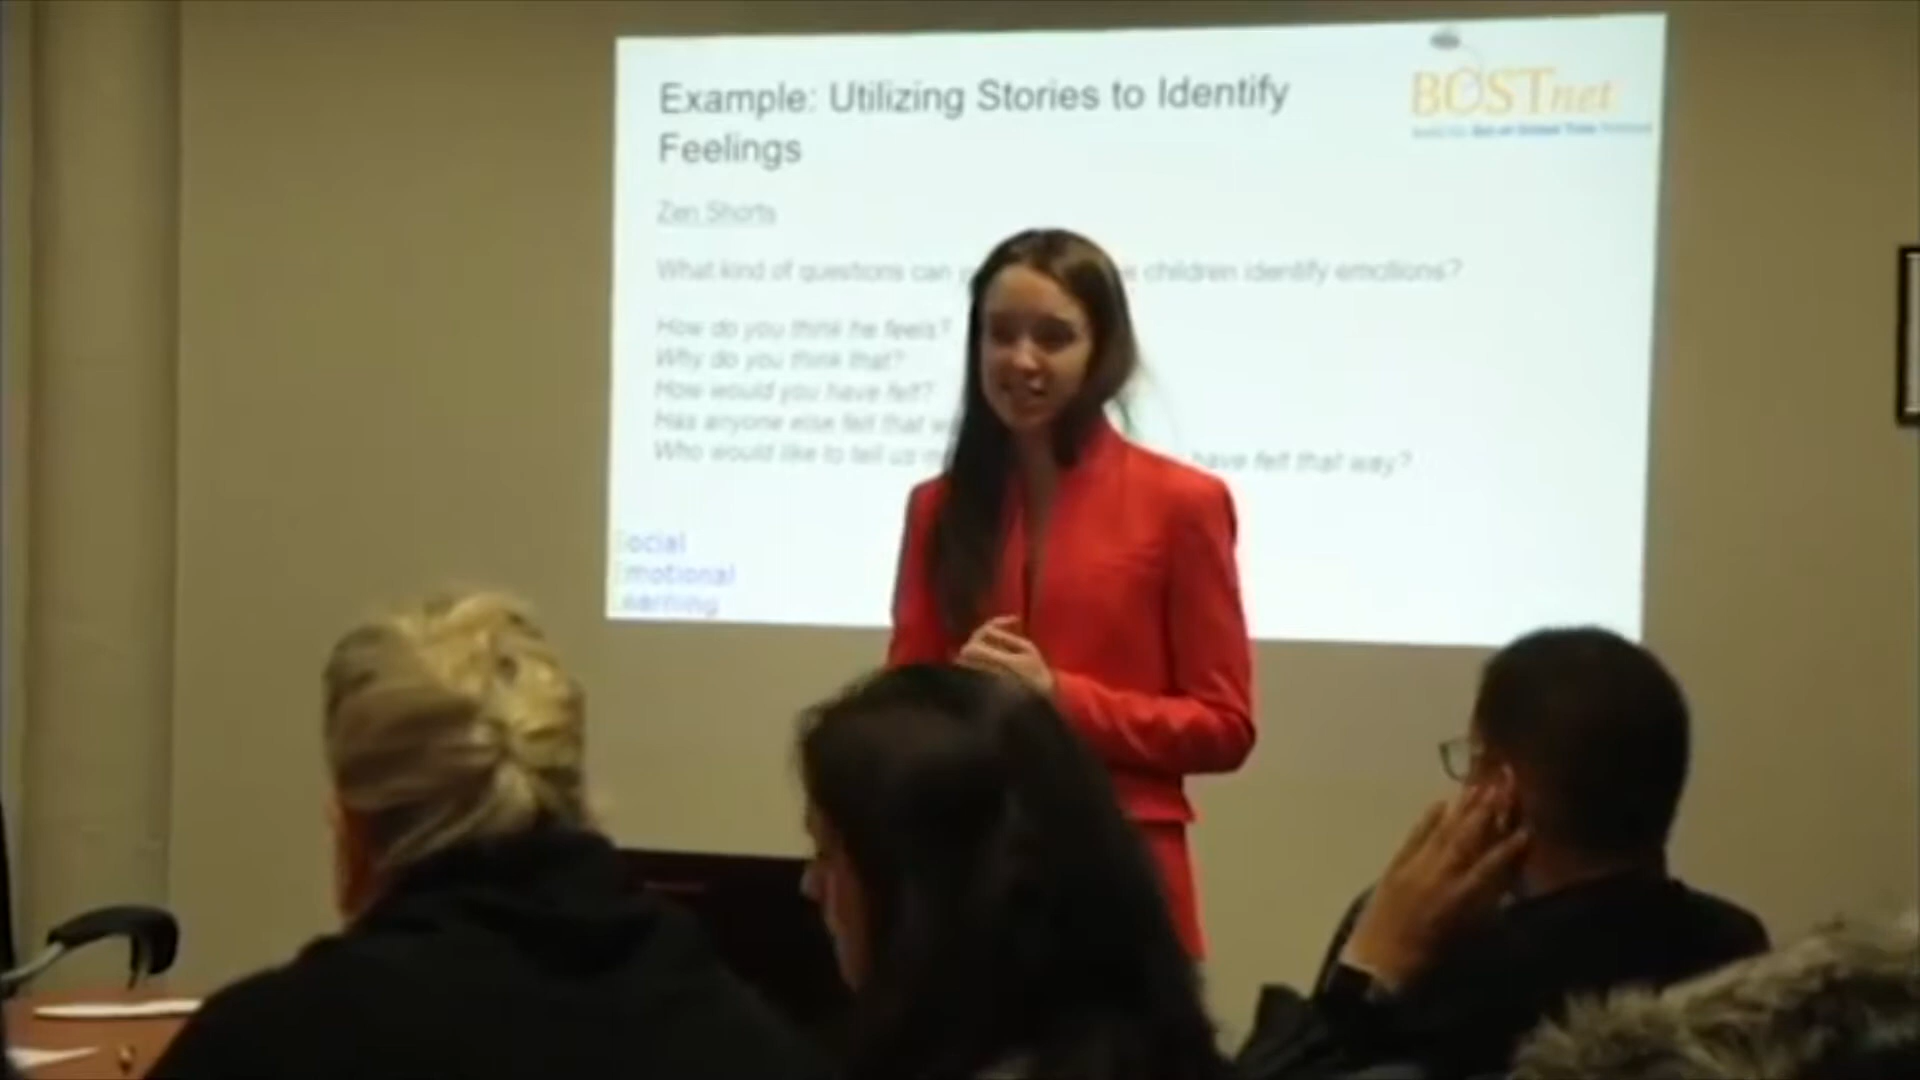 Example: Utilizing Stories to Identify
Feelings
BOSTnet
Zen Shorts
What kind of questions can children identify emotions?
How do you think he feels?
Why do you think that?
How would you have felt?
Has anyone else felt that
Who would like to tell us have felt that way?
ocial
motional
earning